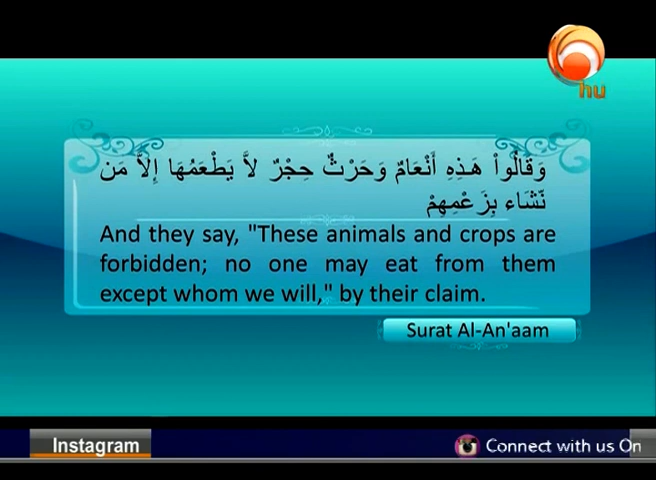 hu
وَقَالُواْ هَـذِهِ أَنْعَامٌ وَحَرْثٌ حِجْرٌ لاَّ يَطْعَمُهَا إِلاَّ مَن
نّشَاء بِزَعْمِهِمْ
And they say, "These animals and crops are
forbidden; no one may eat from them
except whom we will," by their claim.
Surat Al-An'aam
Instagram
Connect with us On